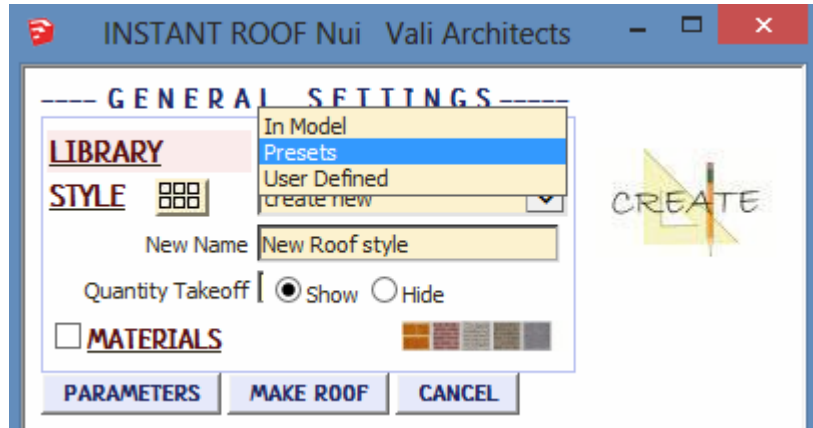 INSTANT ROOF Nui Vali Architects
---- GENERAL SETTINGS-----
In Model
LIBRARY
Presets
User Defined
STYLE
create new
CREATE
New Name New Roof style
Quantity Takeoff Show Hide
MATERIALS
PARAMETERS MAKE ROOF CANCEL